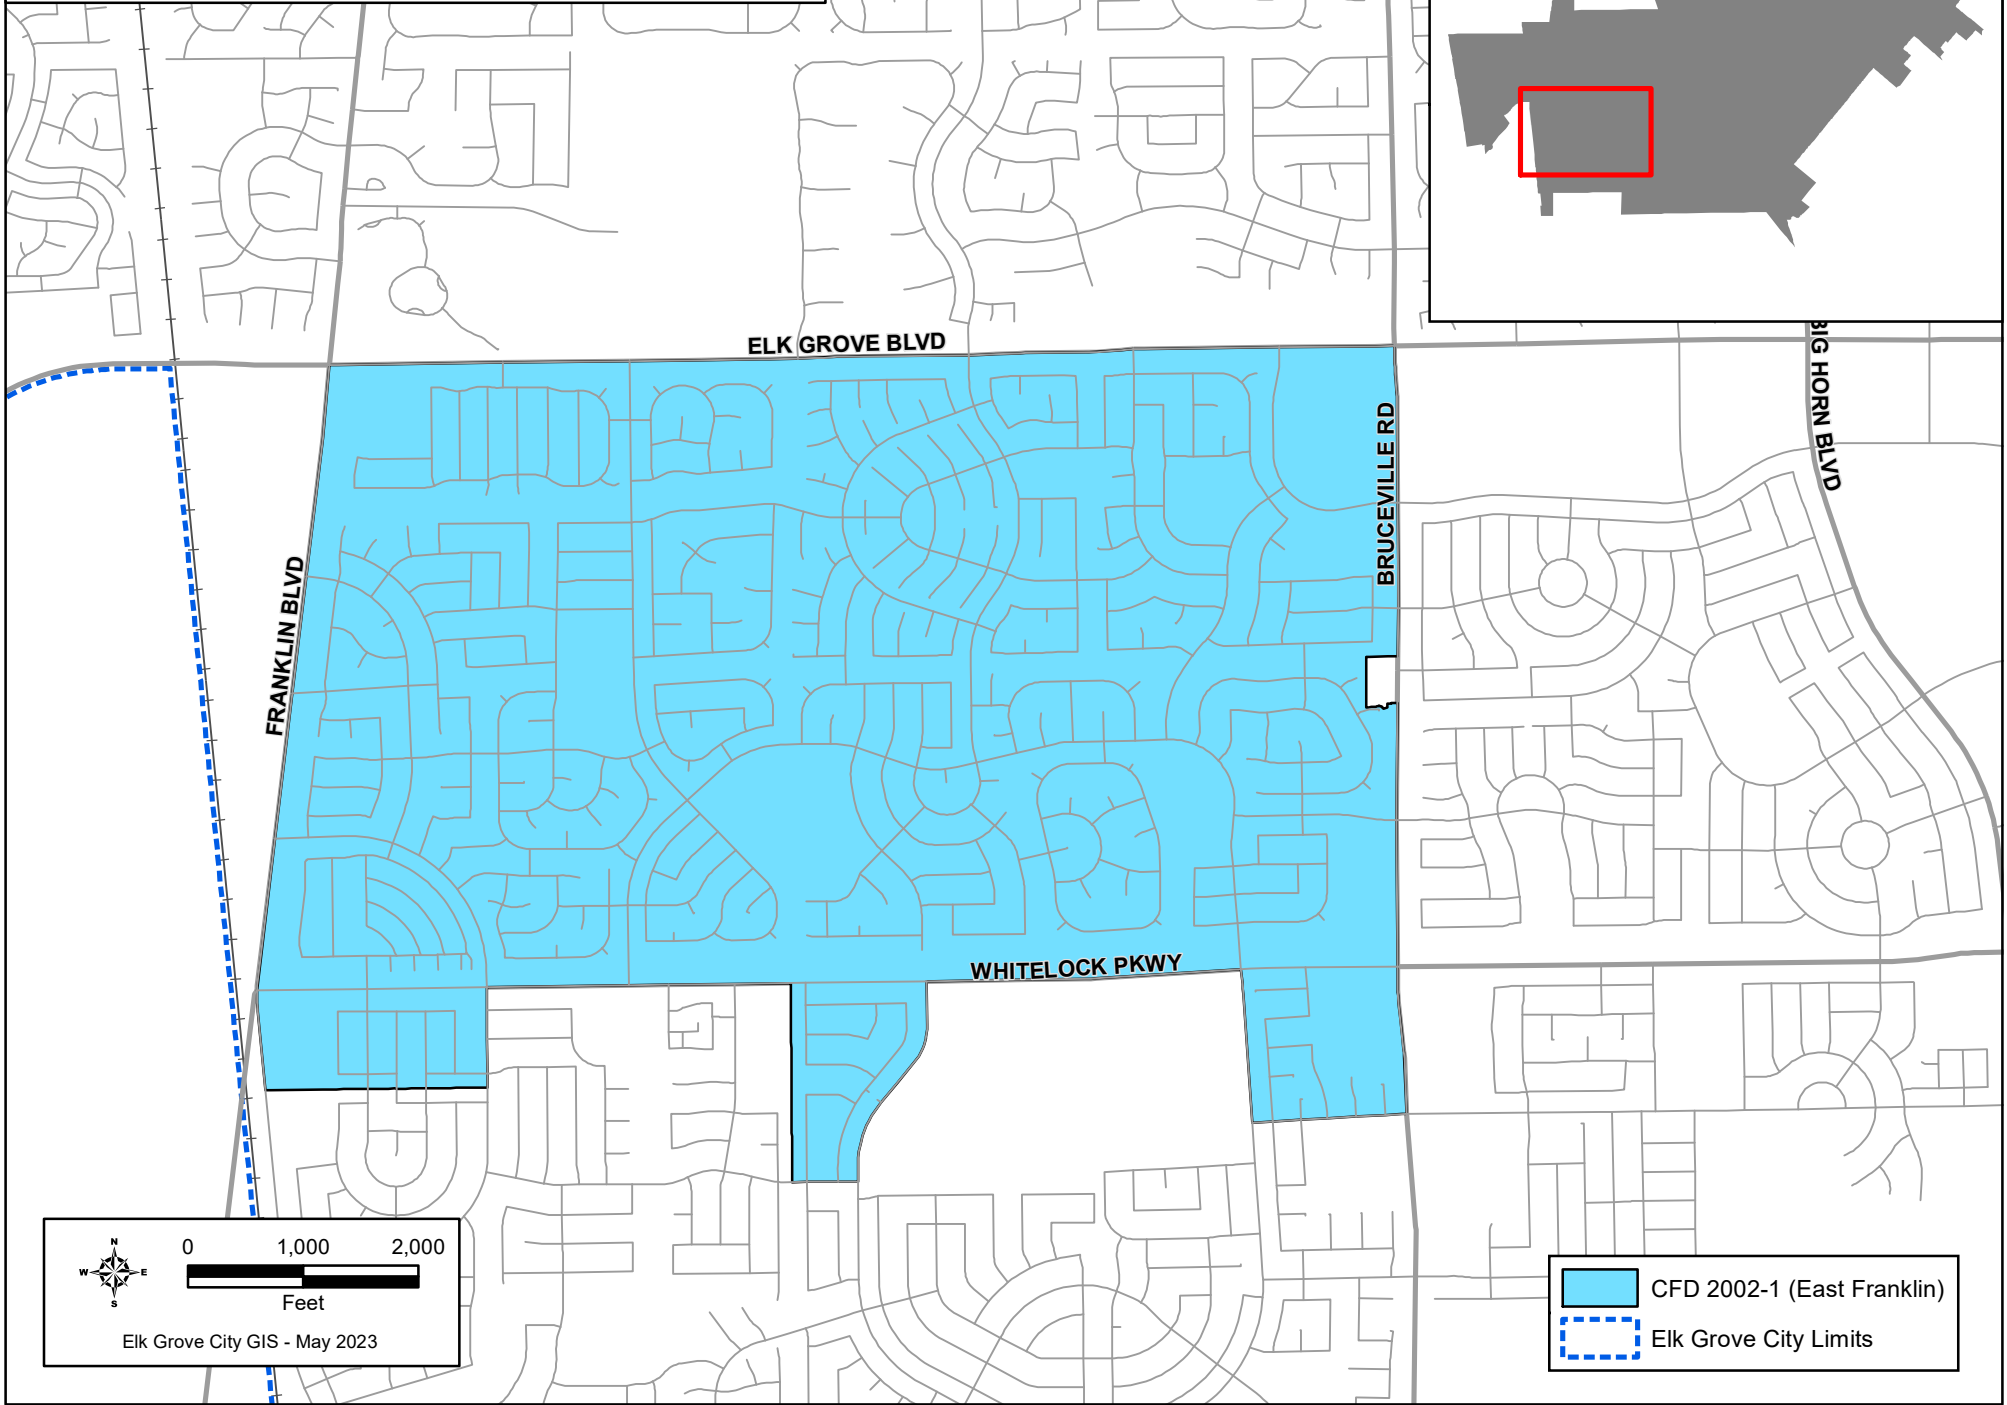 ELK GROVE BLVD
BIG HORN BLVD
BRUCEVILLE RD
FRANKLIN BLVD
WHITELOCK PKWY
N
W E
S
0 1,000 2,000
Feet
Elk Grove City GIS - May 2023
CFD 2002-1 (East Franklin)
Elk Grove City Limits